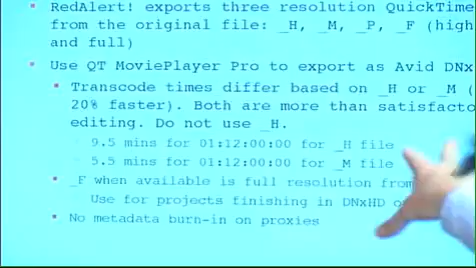 RedAlert! exports three resolution QuickTime
from the original file: _H, _M, _P, _F (high
and full)
Use QT MoviePlayer Pro to export as Avid DNx
Transcode times differ based on _H or _M (
20% faster). Both are more than satisfacto
editing. Do not use _H.
9.5 mins for 01:12:00:00 for _H file
5.5 mins for 01:12:00:00 for _M file
_F when available is full resolution from
Use for projects finishing in DNxHD o
No metadata burn-in on proxies